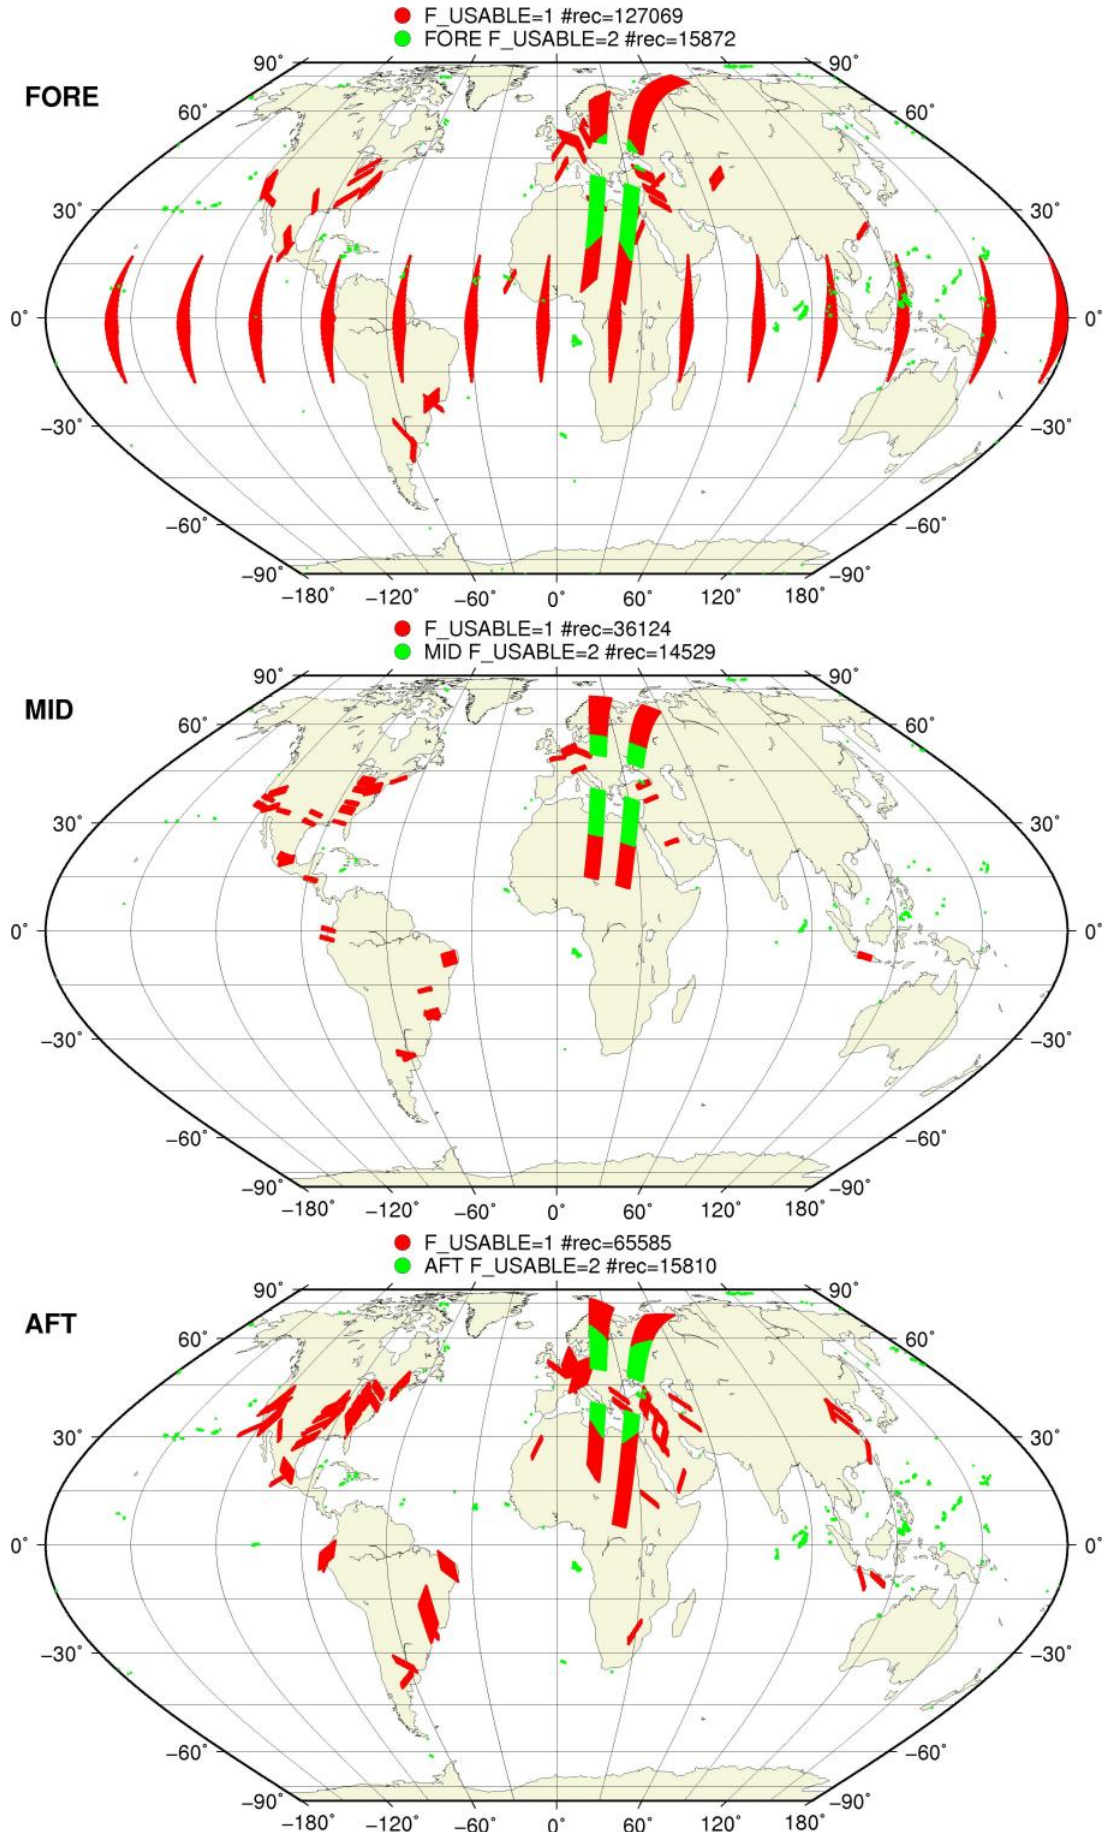 F_USABLE=1 #rec=127069
FORE F_USABLE=2 #rec=15872
FORE
90° 90°
60° 60°
30° 30°
0° 0°
−30° −30°
−60° −60°
−90° −90°
−180° −120° −60° 0° 60° 120° 180°
F_USABLE=1 #rec=36124
MID F_USABLE=2 #rec=14529
MID
90° 90°
60° 60°
30° 30°
0° 0°
−30° −30°
−60° −60°
−90° −90°
−180° −120° −60° 0° 60° 120° 180°
F_USABLE=1 #rec=65585
AFT F_USABLE=2 #rec=15810
AFT
90° 90°
60° 60°
30° 30°
0° 0°
−30° −30°
−60° −60°
−90° −90°
−180° −120° −60° 0° 60° 120° 180°